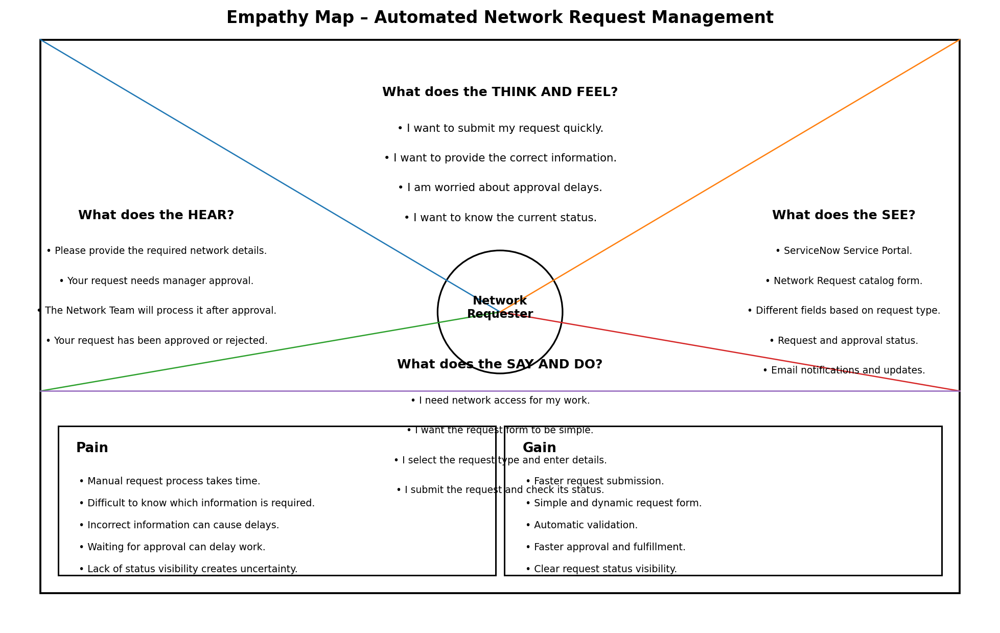 Empathy Map – Automated Network Request Management
What does the THINK AND FEEL?
• I want to submit my request quickly.
• I want to provide the correct information.
• I am worried about approval delays.
• I want to know the current status.
What does the HEAR?
• Please provide the required network details.
• Your request needs manager approval.
• The Network Team will process it after approval.
• Your request has been approved or rejected.
Network
Requester
What does the SEE?
• ServiceNow Service Portal.
• Network Request catalog form.
• Different fields based on request type.
• Request and approval status.
• Email notifications and updates.
What does the SAY AND DO?
• I need network access for my work.
• I want the request form to be simple.
• I select the request type and enter details.
• I submit the request and check its status.
Pain
• Manual request process takes time.
• Difficult to know which information is required.
• Incorrect information can cause delays.
• Waiting for approval can delay work.
• Lack of status visibility creates uncertainty.
Gain
• Faster request submission.
• Simple and dynamic request form.
• Automatic validation.
• Faster approval and fulfillment.
• Clear request status visibility.